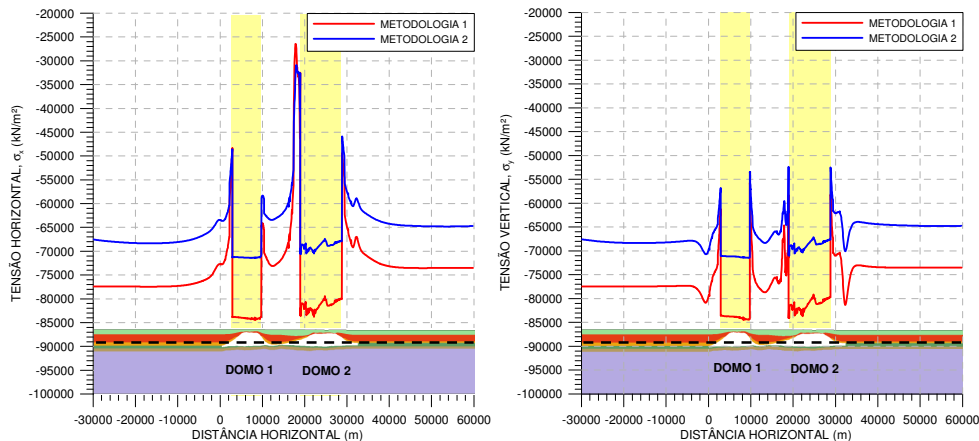 METODOLOGIA 1
METODOLOGIA 2
TENSÃO HORIZONTAL, σx (kN/m²)
-20000
-25000
-30000
-35000
-40000
-45000
-50000
-55000
-60000
-65000
-70000
-75000
-80000
-85000
-90000
-95000
-100000
DOMO 1 DOMO 2
-30000 -20000 -10000 0 10000 20000 30000 40000 50000 60000
DISTÂNCIA HORIZONTAL (m)
METODOLOGIA 1
METODOLOGIA 2
TENSÃO VERTICAL, σy (kN/m²)
-20000
-25000
-30000
-35000
-40000
-45000
-50000
-55000
-60000
-65000
-70000
-75000
-80000
-85000
-90000
-95000
-100000
DOMO 1 DOMO 2
-30000 -20000 -10000 0 10000 20000 30000 40000 50000 60000
DISTÂNCIA HORIZONTAL (m)